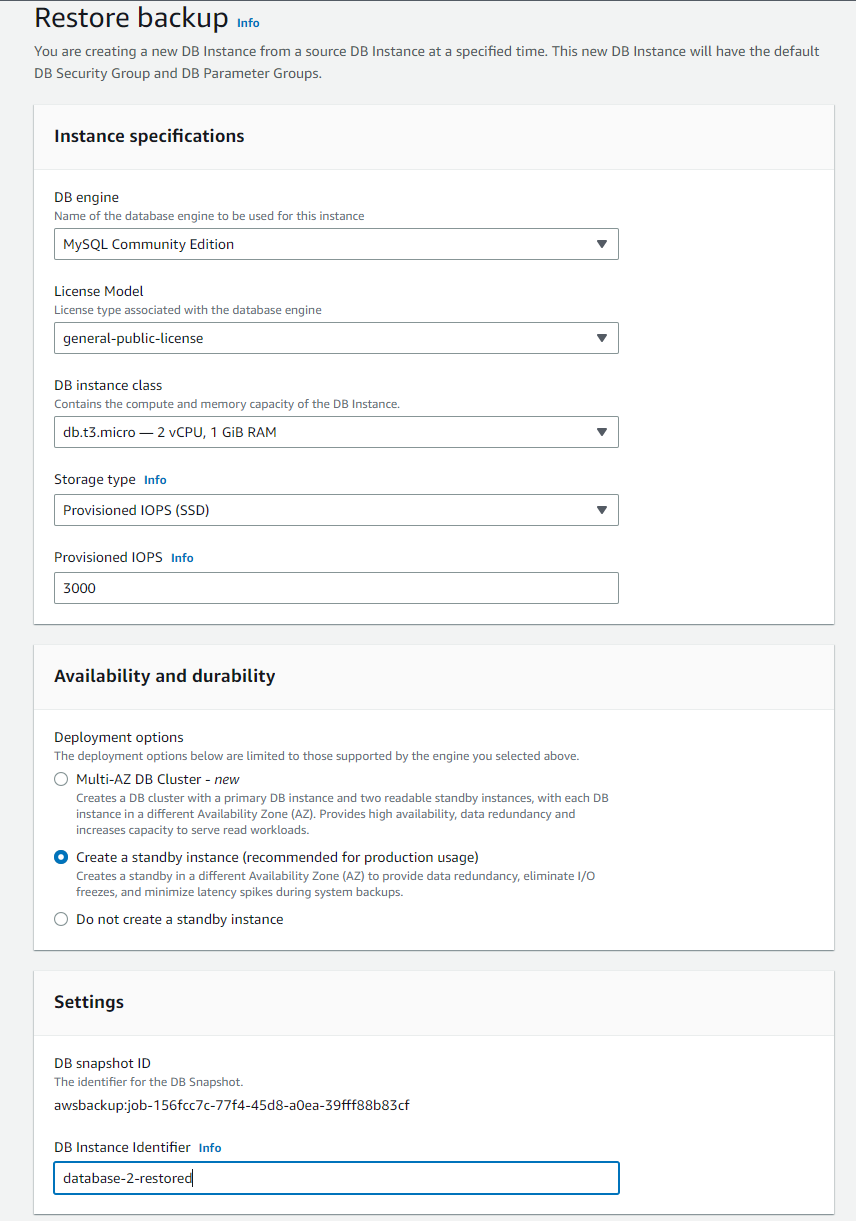 Restore backup Info
You are creating a new DB Instance from a source DB Instance at a specified time. This new DB Instance will have the default
DB Security Group and DB Parameter Groups.
Instance specifications
DB engine
Name of the database engine to be used for this instance
MySQL Community Edition
License Model
License type associated with the database engine
general-public-license
DB instance class
Contains the compute and memory capacity of the DB Instance.
db.t3.micro — 2 vCPU, 1 GiB RAM
Storage type Info
Provisioned IOPS (SSD)
Provisioned IOPS Info
3000
Availability and durability
Deployment options
The deployment options below are limited to those supported by the engine you selected above.
Multi-AZ DB Cluster - new
Creates a DB cluster with a primary DB instance and two readable standby instances, with each DB
instance in a different Availability Zone (AZ). Provides high availability, data redundancy and
increases capacity to serve read workloads.
Create a standby instance (recommended for production usage)
Creates a standby in a different Availability Zone (AZ) to provide data redundancy, eliminate I/O
freezes, and minimize latency spikes during system backups.
Do not create a standby instance
Settings
DB snapshot ID
The identifier for the DB Snapshot.
awsbackup:job-156fcc7c-77f4-45d8-a0ea-39fff88b83cf
DB Instance Identifier Info
database-2-restored